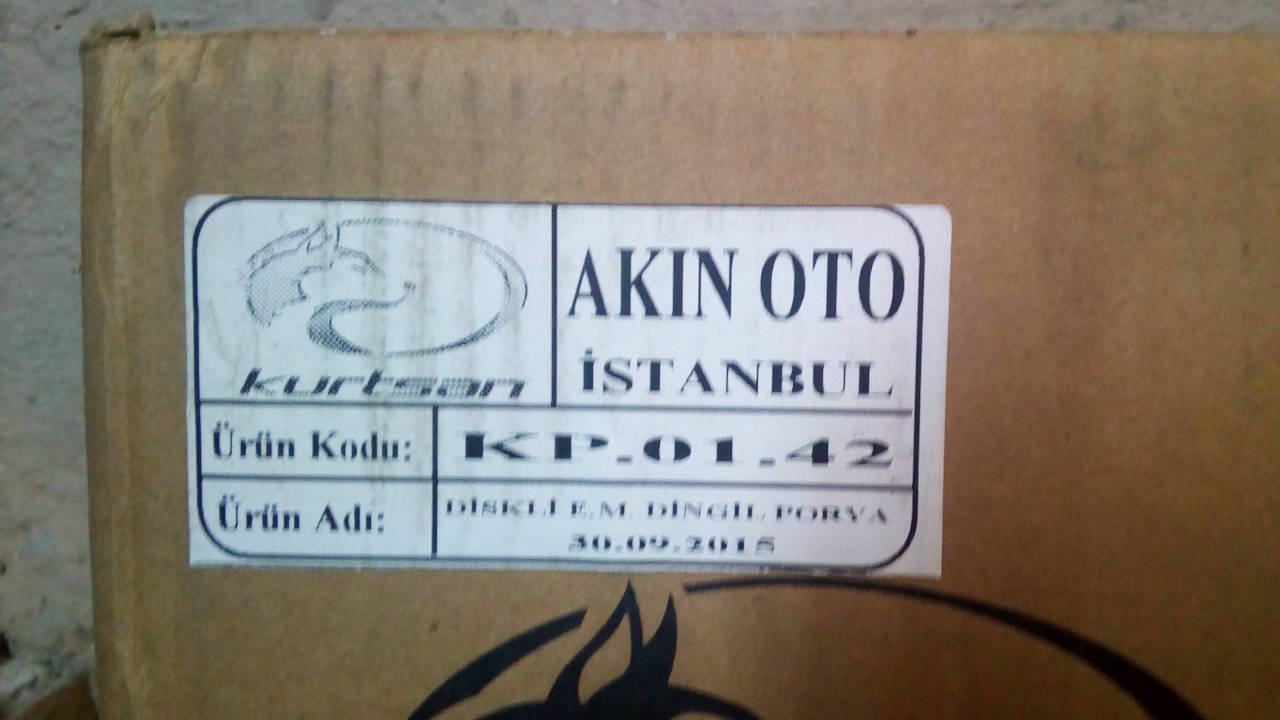 AKIN OTO
İSTANBUL
kurtsan
Ürün Kodu: KP.01.42
Ürün Adı: DİSKLİ E.M. DİNGİL PORYA
30.09.2015